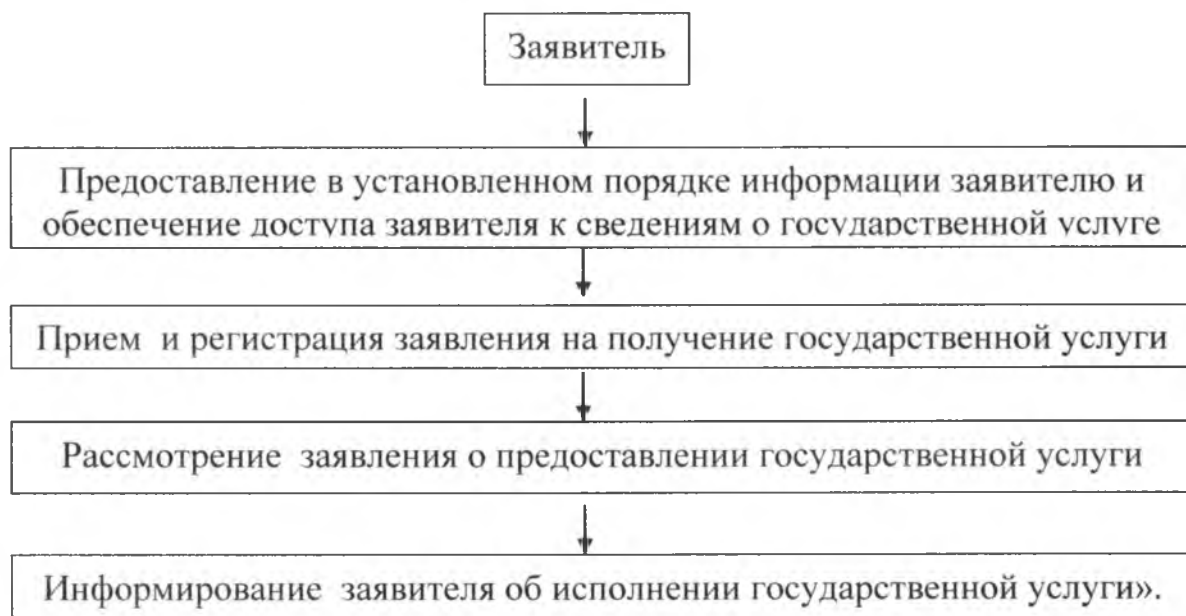 Заявитель
Предоставление в установленном порядке информации заявителю и
обеспечение доступа заявителя к сведениям о государственной услуге
Прием и регистрация заявления на получение государственной услуги
Рассмотрение заявления о предоставлении государственной услуги
Информирование заявителя об исполнении государственной услуги».